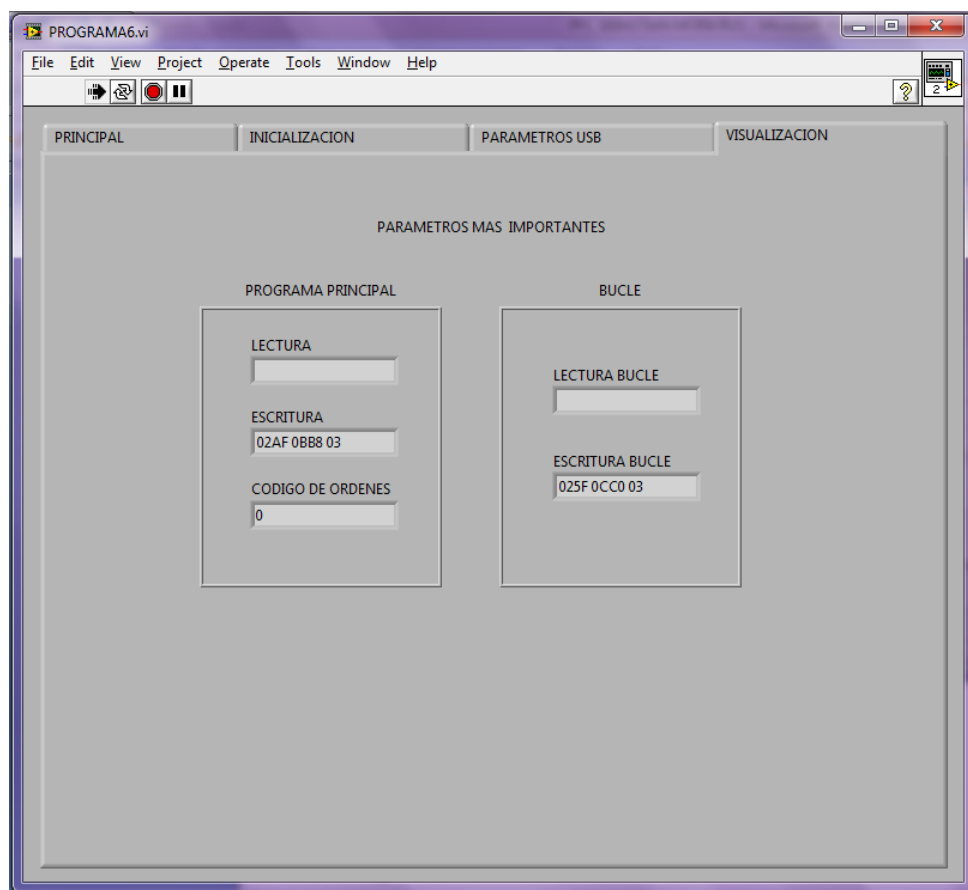 PROGRAMA6.vi
File Edit View Project Operate Tools Window Help
2
PRINCIPAL INICIALIZACION PARAMETROS USB VISUALIZACION
PARAMETROS MAS IMPORTANTES
PROGRAMA PRINCIPAL
LECTURA
ESCRITURA
02AF 0BB8 03
CODIGO DE ORDENES
0
BUCLE
LECTURA BUCLE
ESCRITURA BUCLE
025F 0CC0 03